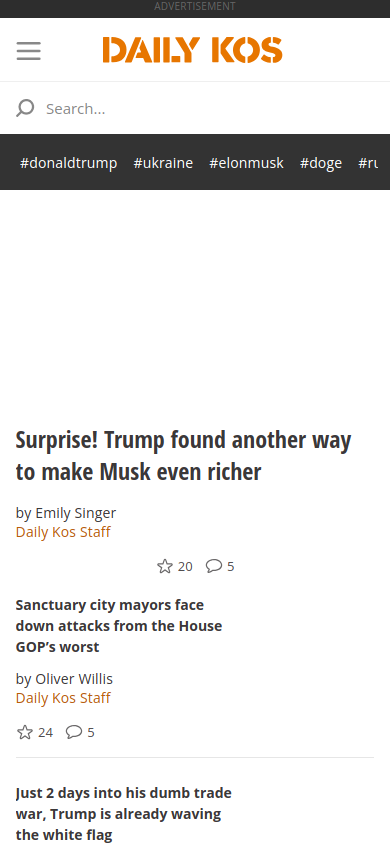 ADVERTISEMENT
DAILY KOS
Search...
#donaldtrump #ukraine #elonmusk #doge
Surprise! Trump found another way
to make Musk even richer
by Emily Singer
Daily Kos Staff
20 5
Sanctuary city mayors face
down attacks from the House
GOP’s worst
by Oliver Willis
Daily Kos Staff
24 5
Just 2 days into his dumb trade
war, Trump is already waving
the white flag